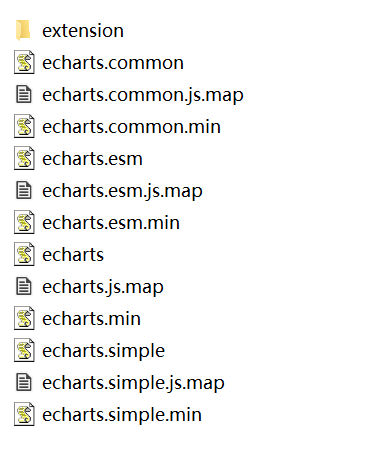 extension
echarts.common
echarts.common.js.map
echarts.common.min
echarts.esm
echarts.esm.js.map
echarts.esm.min
echarts
echarts.js.map
echarts.min
echarts.simple
echarts.simple.js.map
echarts.simple.min